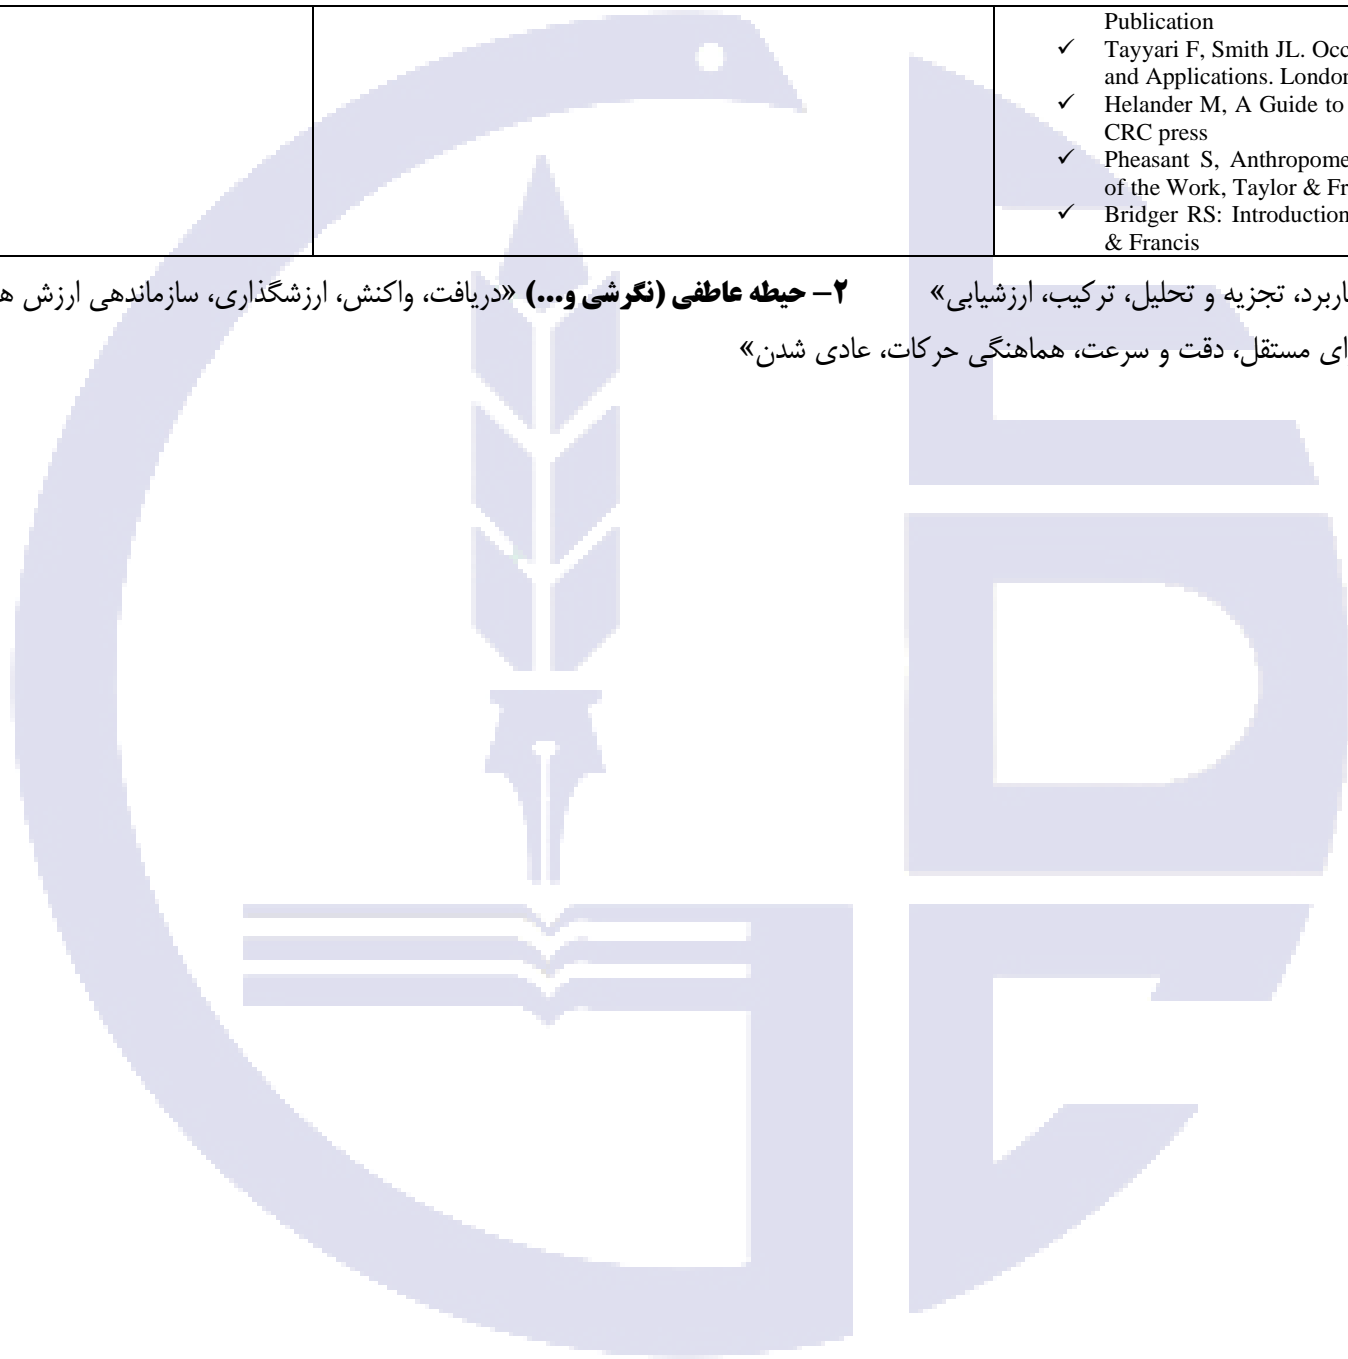 Publication
✓ Tayyari F, Smith JL. Occ
and Applications. London
✓ Helander M, A Guide to
CRC press
✓ Pheasant S, Anthropome
of the Work, Taylor & Fr
✓ Bridger RS: Introduction
& Francis
اربرد، تجزیه و تحلیل، ترکیب، ارزشیابی» ۲- حیطه عاطفی (نگرشی و...) «دریافت، واکنش، ارزشگذاری، سازماندهی ارزش ه
ای مستقل، دقت و سرعت، هماهنگی حرکات، عادی شدن»